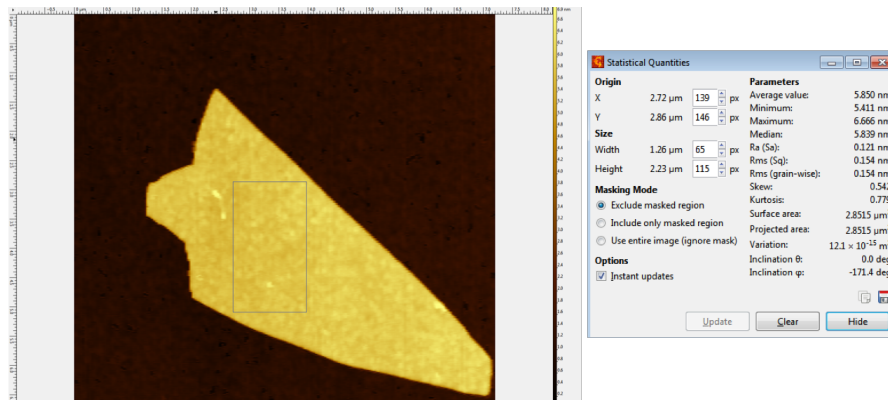 Statistical Quantities
Origin
X 2.72 µm 139 px
Y 2.86 µm 146 px
Size
Width 1.26 µm 65 px
Height 2.23 µm 115 px
Masking Mode
Exclude masked region
Include only masked region
Use entire image (ignore mask)
Options
Instant updates
Parameters
Average value: 5.850 nm
Minimum: 5.411 nm
Maximum: 6.666 nm
Median: 5.839 nm
Ra (Sa): 0.121 nm
Rms (Sq): 0.154 nm
Rms (grain-wise): 0.154 nm
Skew: 0.542
Kurtosis: 0.779
Surface area: 2.8515 µm
Projected area: 2.8515 µm
Variation: 12.1 × 10⁻¹⁵ m
Inclination θ: 0.0 deg
Inclination φ: -171.4 deg
Update Clear Hide